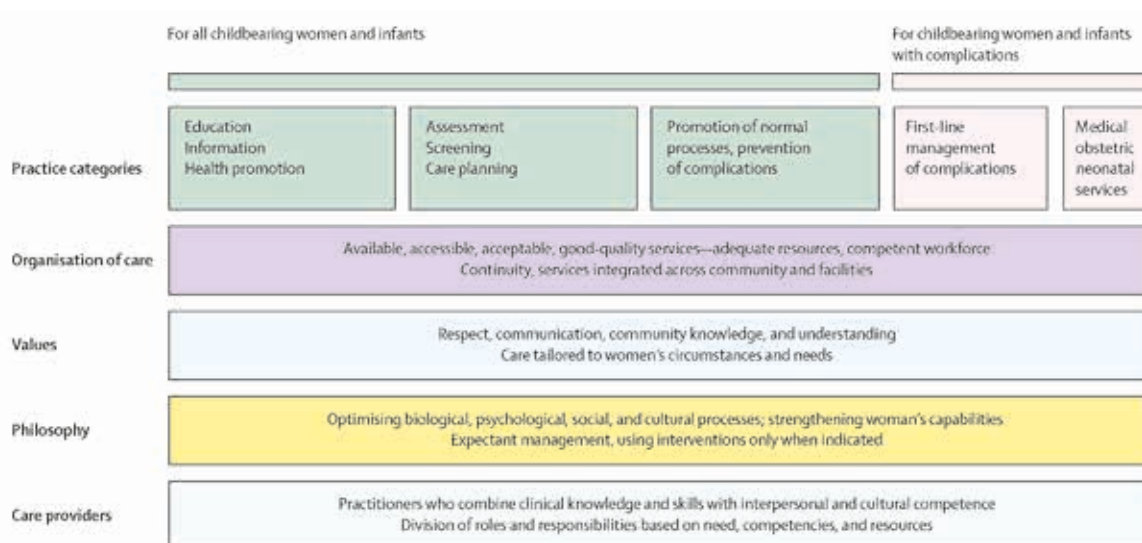 For all childbearing women and infants
For childbearing women and infants
with complications
Practice categories
Education
Information
Health promotion
Assessment
Screening
Care planning
Promotion of normal
processes, prevention
of complications
First-line
management
of complications
Medical
obstetric
neonatal
services
Organisation of care
Available, accessible, acceptable, good-quality services—adequate resources, competent workforce
Continuity, services integrated across community and facilities
Values
Respect, communication, community knowledge, and understanding
Care tailored to women's circumstances and needs
Philosophy
Optimising biological, psychological, social, and cultural processes; strengthening woman's capabilities
Expectant management, using interventions only when indicated
Care providers
Practitioners who combine clinical knowledge and skills with interpersonal and cultural competence
Division of roles and responsibilities based on need, competencies, and resources